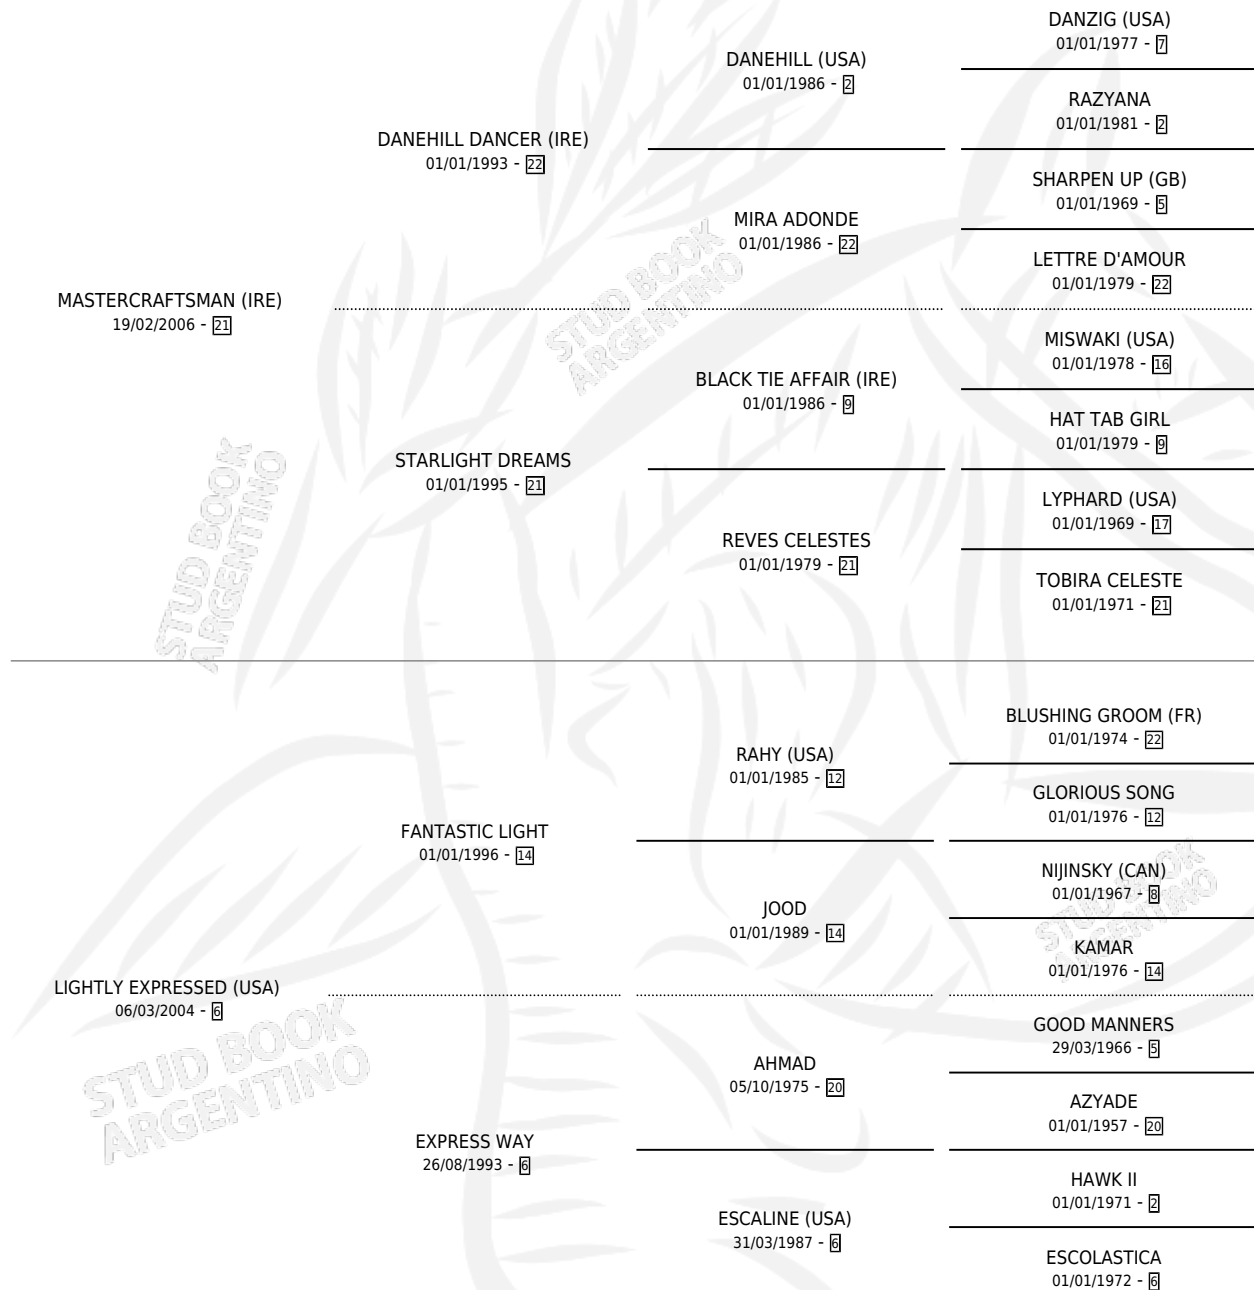 DANZIG (USA)
01/01/1977 - 7
DANEHILL (USA)
01/01/1986 - 2
RAZYANA
01/01/1981 - 2
DANEHILL DANCER (IRE)
01/01/1993 - 22
SHARPEN UP (GB)
01/01/1969 - 5
MIRA ADONDE
01/01/1986 - 22
LETTRE D'AMOUR
01/01/1979 - 22
MASTERCRAFTSMAN (IRE)
19/02/2006 - 21
MISWAKI (USA)
01/01/1978 - 16
BLACK TIE AFFAIR (IRE)
01/01/1986 - 9
HAT TAB GIRL
01/01/1979 - 9
STARLIGHT DREAMS
01/01/1995 - 21
LYPHARD (USA)
01/01/1969 - 17
REVES CELESTES
01/01/1979 - 21
TOBIRA CELESTE
01/01/1971 - 21
BLUSHING GROOM (FR)
01/01/1974 - 22
RAHY (USA)
01/01/1985 - 12
GLORIOUS SONG
01/01/1976 - 12
FANTASTIC LIGHT
01/01/1996 - 14
NIJINSKY (CAN)
01/01/1967 - 8
JOOD
01/01/1989 - 14
KAMAR
01/01/1976 - 14
LIGHTLY EXPRESSED (USA)
06/03/2004 - 6
GOOD MANNERS
29/03/1966 - 5
AHMAD
05/10/1975 - 20
AZYADE
01/01/1957 - 20
EXPRESS WAY
26/08/1993 - 6
HAWK II
01/01/1971 - 2
ESCALINE (USA)
31/03/1987 - 6
ESCOLASTICA
01/01/1972 - 6
STUD BOOK
ARGENTINO
STUD BOOK
ARGENTINO
STUD BOOK
ARGENTINO
STUD BOOK
ARGENTINO